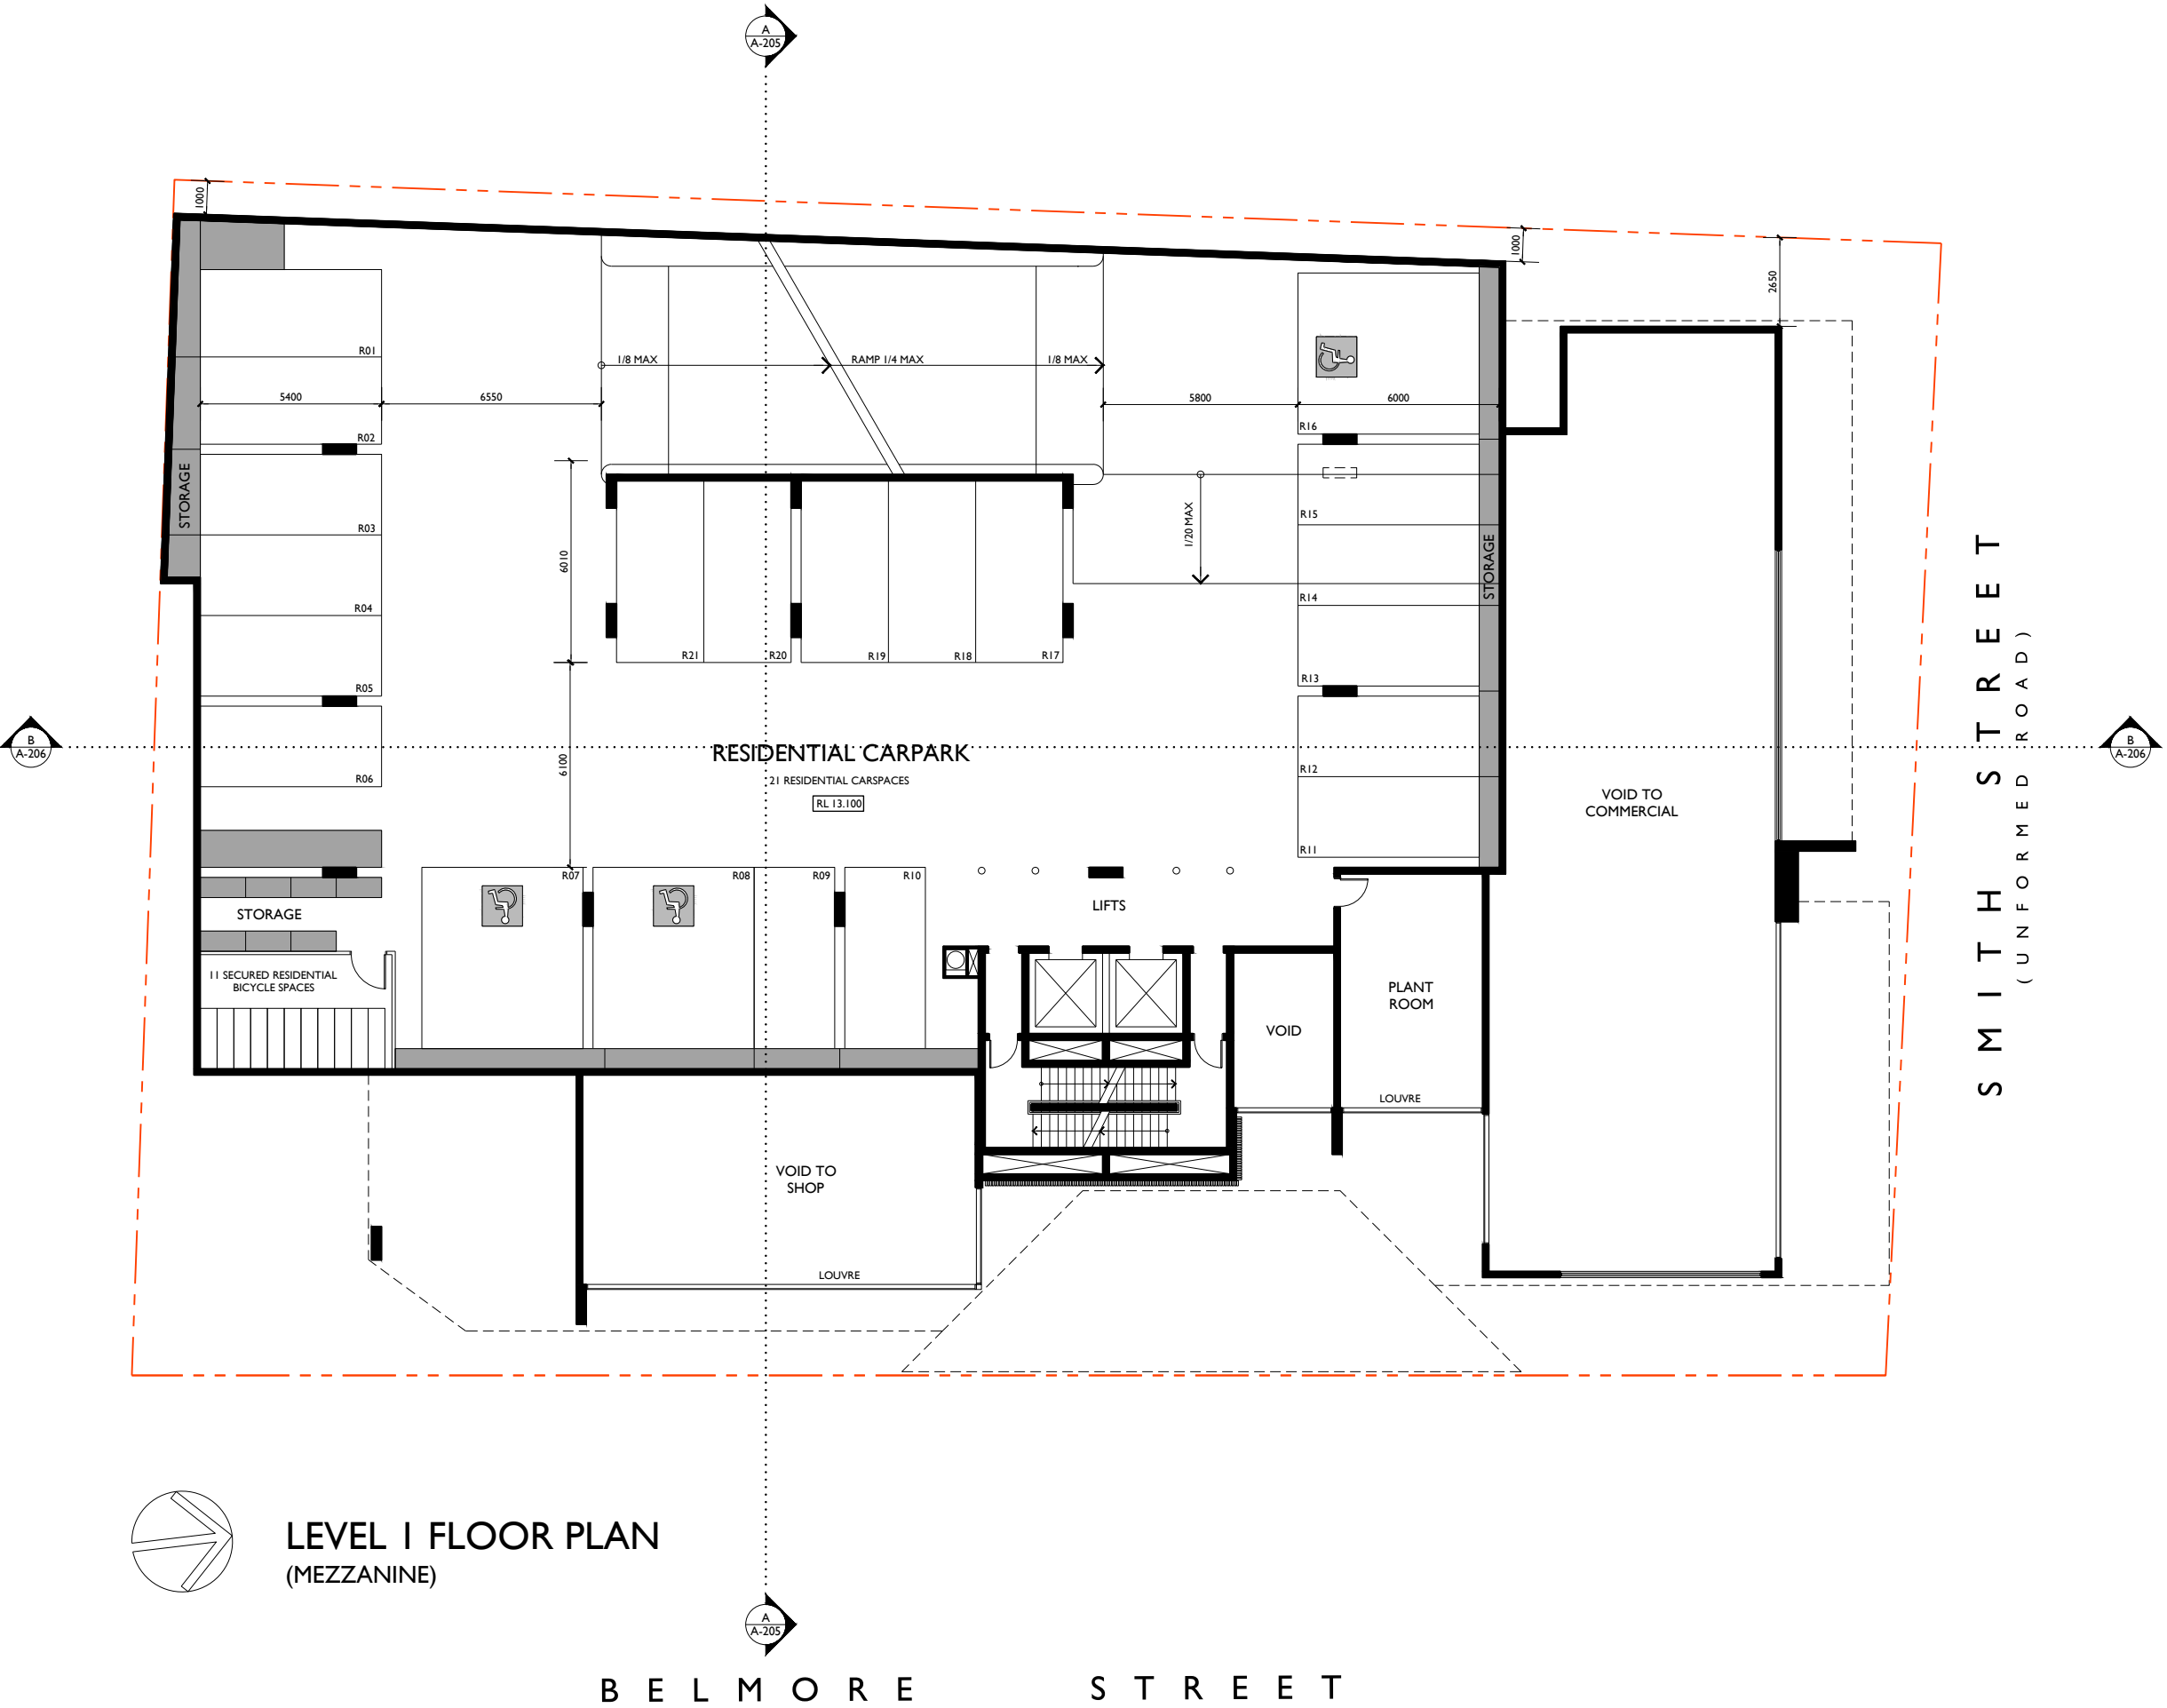 A
A-205
1000
1000
2650
R01
1/8 MAX
RAMP 1/4 MAX
1/8 MAX
5400
6550
5800
6000
R02
R16
STORAGE
R03
6010
R15
1/20 MAX
STORAGE
R04
R14
R21
R20
R19
R18
R17
R05
R13
SMITH STREET
(UNFORMED ROAD)
B
A-206
RESIDENTIAL CARPARK
21 RESIDENTIAL CARSPACES
RL 13.100
6100
R06
R12
B
A-206
VOID TO
COMMERCIAL
R11
R07
R08
R09
R10
LIFTS
STORAGE
11 SECURED RESIDENTIAL
BICYCLE SPACES
PLANT
ROOM
VOID
LOUVRE
VOID TO
SHOP
LOUVRE
LEVEL 1 FLOOR PLAN
(MEZZANINE)
A
A-205
BELMORE STREET